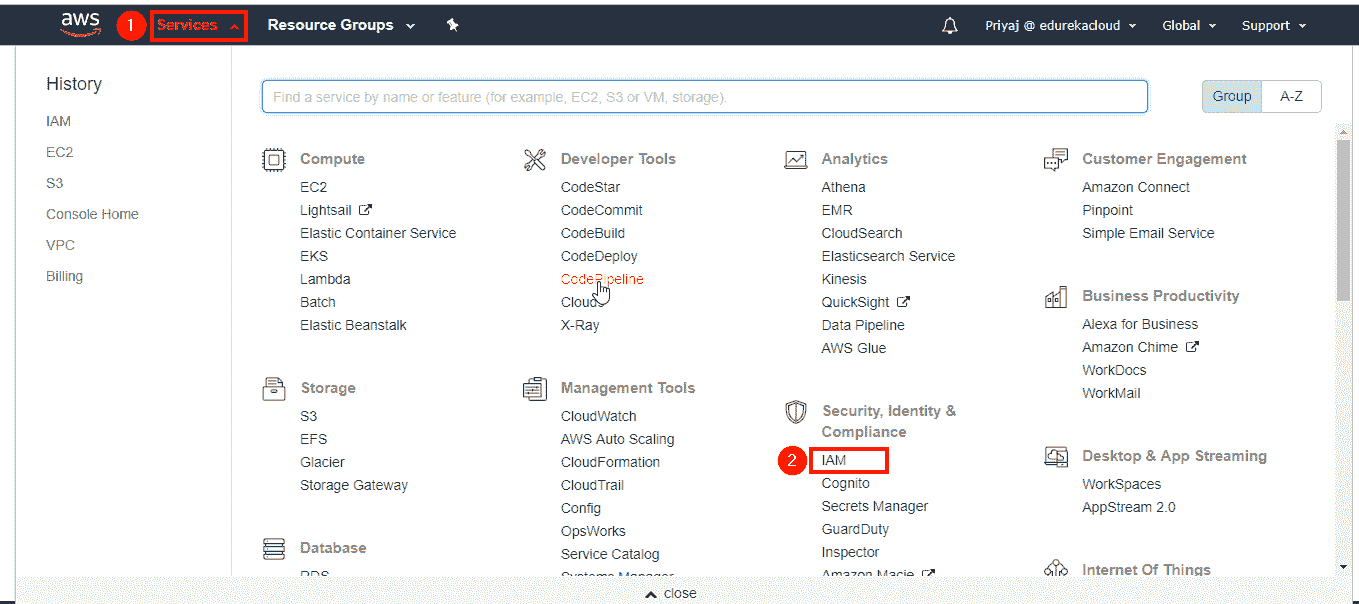 aws
1
Services
Resource Groups
Priyaj @ edurekacloud
Global
Support
History
IAM
EC2
S3
Console Home
VPC
Billing
Find a service by name or feature (for example, EC2, S3 or VM, storage).
Group
A-Z
Compute
EC2
Lightsail
Elastic Container Service
EKS
Lambda
Batch
Elastic Beanstalk
Storage
S3
EFS
Glacier
Storage Gateway
Database
RDS
Developer Tools
CodeStar
CodeCommit
CodeBuild
CodeDeploy
CodePipeline
Cloud9
X-Ray
Management Tools
CloudWatch
AWS Auto Scaling
CloudFormation
CloudTrail
Config
OpsWorks
Service Catalog
Systems Manager
Analytics
Athena
EMR
CloudSearch
Elasticsearch Service
Kinesis
QuickSight
Data Pipeline
AWS Glue
Security, Identity &
Compliance
2
IAM
Cognito
Secrets Manager
GuardDuty
Inspector
Amazon Macie
Customer Engagement
Amazon Connect
Pinpoint
Simple Email Service
Business Productivity
Alexa for Business
Amazon Chime
WorkDocs
WorkMail
Desktop & App Streaming
WorkSpaces
AppStream 2.0
Internet Of Things
close